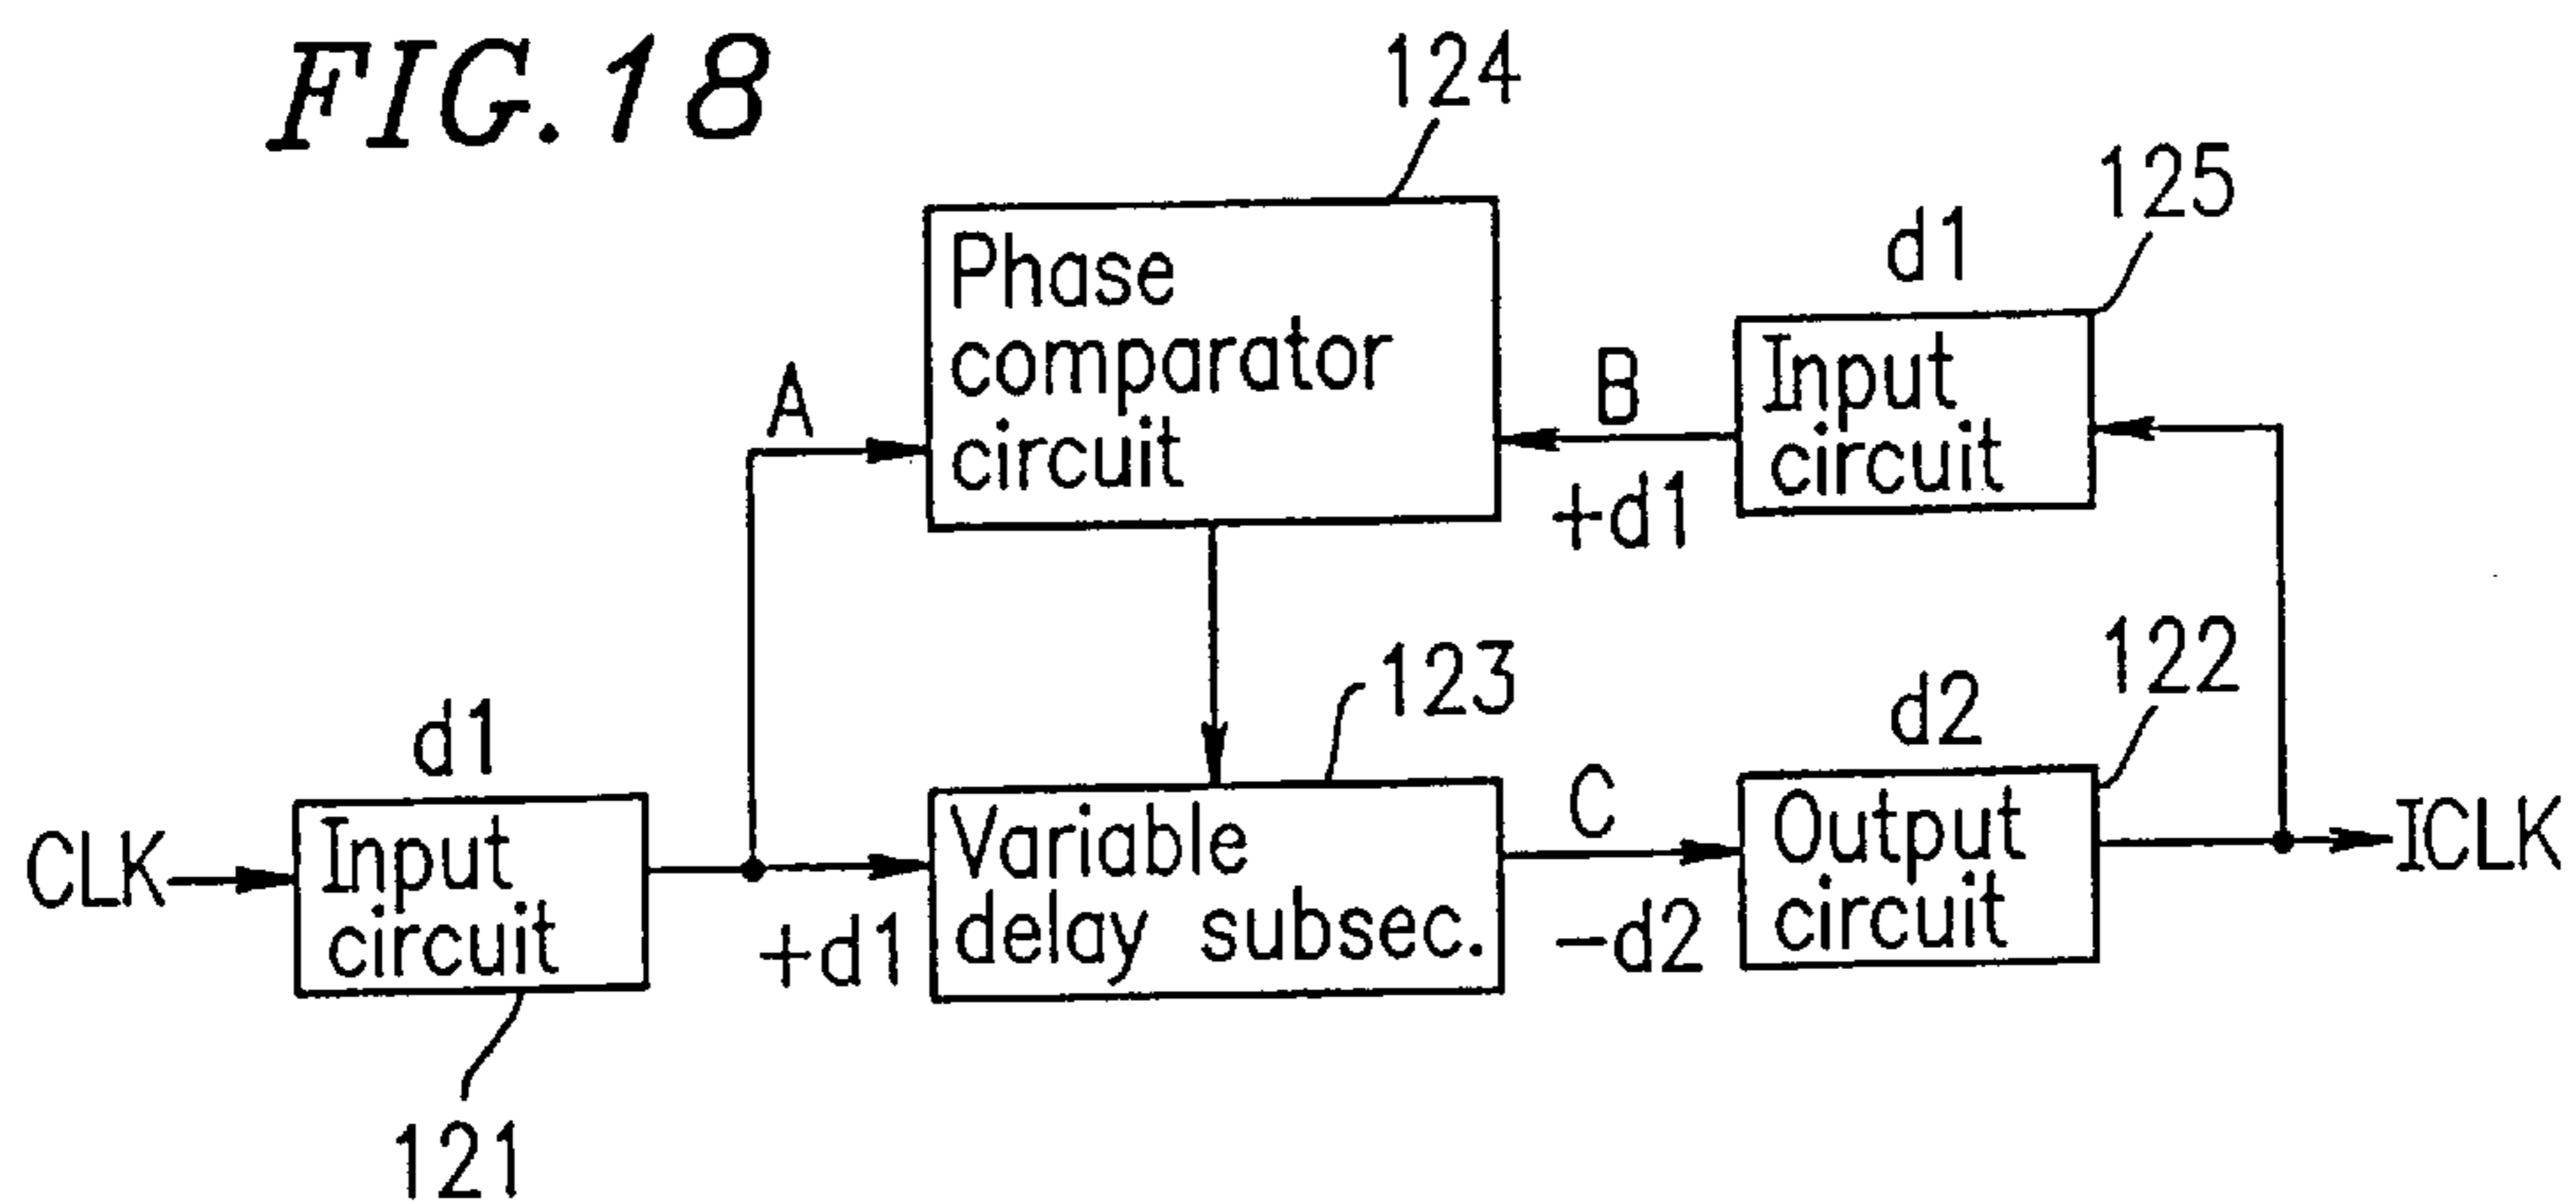 FIG.18
124
125
d1
Phase
comparator
circuit
Input
circuit
A
B
+d1
123
122
d1
d2
C
CLK
Input
circuit
Variable
delay subsec.
Output
circuit
ICLK
+d1
-d2
121